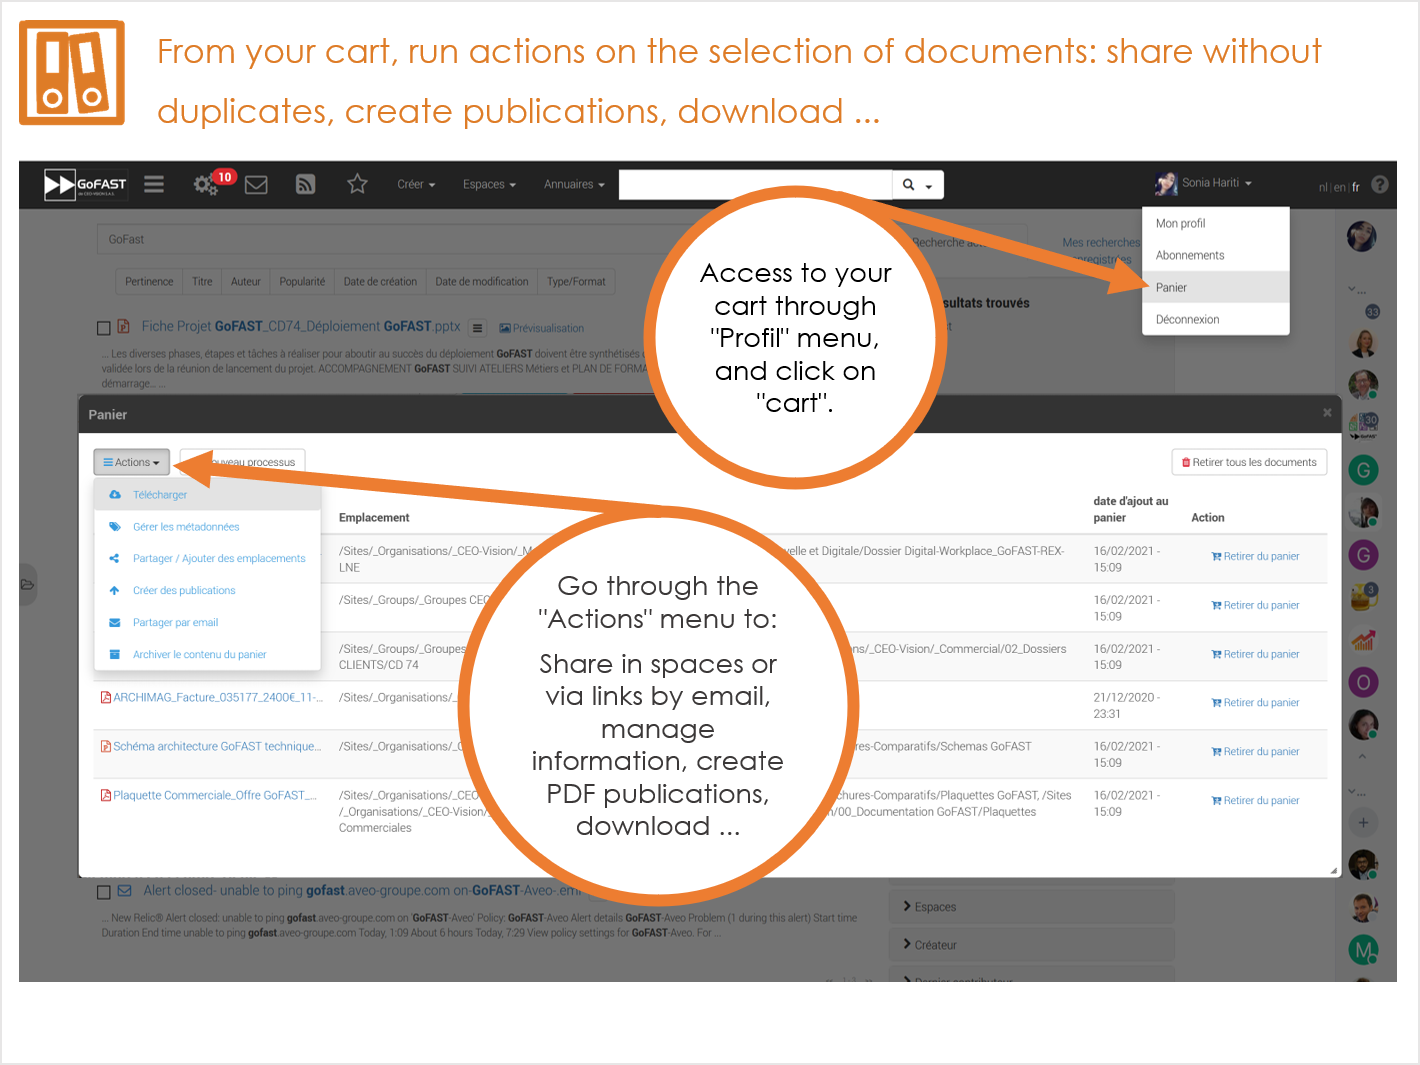 From your cart, run actions on the selection of documents: share without
duplicates, create publications, download ...
GoFAST
10
Créer
Espaces
Annuaires
Sonia Hariti
nl | en | fr
?
Mon profil
Abonnements
Panier
Déconnexion
GoFast
Mes recherches
Pertinence
Titre
Auteur
Popularité
Date de création
Date de modification
Type/Format
sultats trouvés
Access to your
cart through
"Profil" menu,
and click on
"cart".
Fiche Projet GoFAST_CD74_Déploiement GoFAST.pptx
Prévisualisation
... Les diverses phases, étapes et tâches à réaliser pour aboutir au succès du déploiement GoFAST doivent être synthétisés
validée lors de la réunion de lancement du projet. ACCOMPAGNEMENT GoFAST SUIVI ATELIERS Métiers et PLAN DE FORMA
démarrage... ...
33
30
Panier
×
Actions
Nouveau processus
Retirer tous les documents
Télécharger
Gérer les métadonnées
Partager / Ajouter des emplacements
Créer des publications
Partager par email
Archiver le contenu du panier
Emplacement
date d'ajout au
panier
Action
/Sites/_Organisations/_CEO-Vision/_M
velle et Digitale/Dossier Digital-Workplace_GoFAST-REX-
LNE
16/02/2021 -
15:09
Retirer du panier
/Sites/_Groups/_Groupes CEO
16/02/2021 -
15:09
Retirer du panier
/Sites/_Groups/_Groupes
ns/_CEO-Vision/_Commercial/02_Dossiers
CLIENTS/CD 74
16/02/2021 -
15:09
Retirer du panier
ARCHIMAG_Facture_035177_2400€_11-...
/Sites/_Organisations/_
21/12/2020 -
23:31
Retirer du panier
Schéma architecture GoFAST technique...
/Sites/_Organisations/_C
res-Comparatifs/Schemas GoFAST
16/02/2021 -
15:09
Retirer du panier
Plaquette Commerciale_Offre GoFAST_...
/Sites/_Organisations/_CEO
chures-Comparatifs/Plaquettes GoFAST, /Sites
/_Organisations/_CEO-Vision/
/00_Documentation GoFAST/Plaquettes
Commerciales
16/02/2021 -
15:09
Retirer du panier
Go through the
"Actions" menu to:
Share in spaces or
via links by email,
manage
information, create
PDF publications,
download ...
G
G
3
O
+
M
Alert closed- unable to ping gofast.aveo-groupe.com on-GoFAST-Aveo-.em
... New Relic® Alert closed: unable to ping gofast.aveo-groupe.com on 'GoFAST-Aveo' Policy: GoFAST-Aveo Alert details GoFAST-Aveo Problem (1 during this alert) Start time
Duration End time unable to ping gofast.aveo-groupe.com Today, 1:09 About 6 hours Today, 7:29 View policy settings for GoFAST-Aveo. For ...
Espaces
Créateur
Dernier contributeur